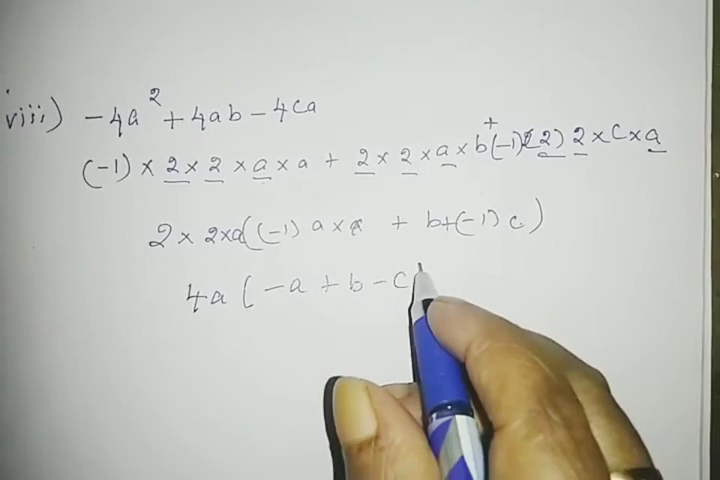 viii) -4a² + 4ab - 4ca
(-1) × 2 × 2 × a × a + 2 × 2 × a × b + (-1) (2) 2 × c × a
2 × 2 × a ((-1) a × a + b + (-1) c)
4a ( -a + b - c